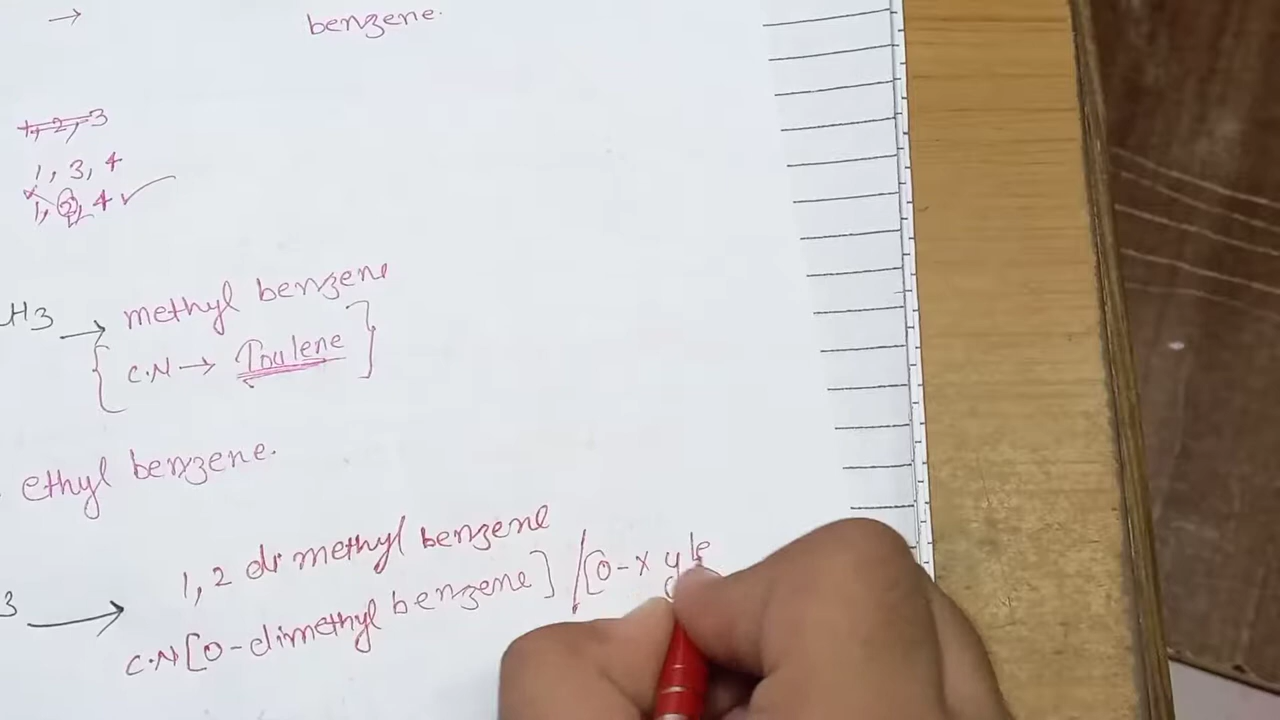 → benzene.
1, 2, 3
1, 3, 4
1, 2, 4 ✓
H3 → methyl benzene
{ C.N → Toulene ]
ethyl benzene.
1, 2 di methyl benzene
3 → C.N [O-dimethyl benzene] / [O-xyle